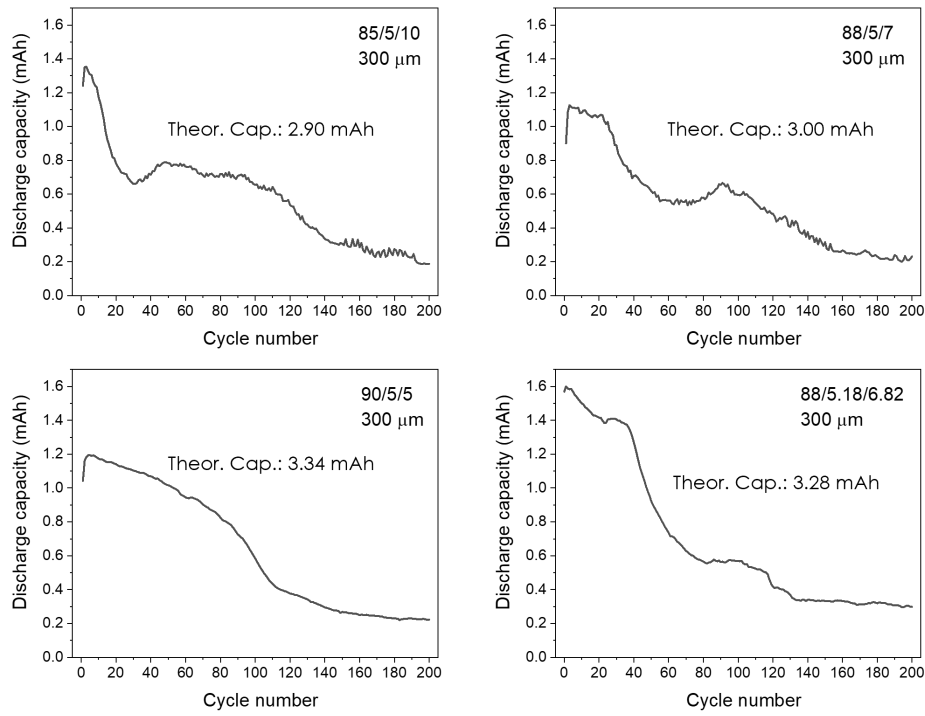 85/5/10
300 μm
Theor. Cap.: 2.90 mAh
Discharge capacity (mAh)
1.6
1.4
1.2
1.0
0.8
0.6
0.4
0.2
0.0
0 20 40 60 80 100 120 140 160 180 200
Cycle number
88/5/7
300 μm
Theor. Cap.: 3.00 mAh
Discharge capacity (mAh)
1.6
1.4
1.2
1.0
0.8
0.6
0.4
0.2
0.0
0 20 40 60 80 100 120 140 160 180 200
Cycle number
90/5/5
300 μm
Theor. Cap.: 3.34 mAh
Discharge capacity (mAh)
1.6
1.4
1.2
1.0
0.8
0.6
0.4
0.2
0.0
0 20 40 60 80 100 120 140 160 180 200
Cycle number
88/5.18/6.82
300 μm
Theor. Cap.: 3.28 mAh
Discharge capacity (mAh)
1.6
1.4
1.2
1.0
0.8
0.6
0.4
0.2
0.0
0 20 40 60 80 100 120 140 160 180 200
Cycle number